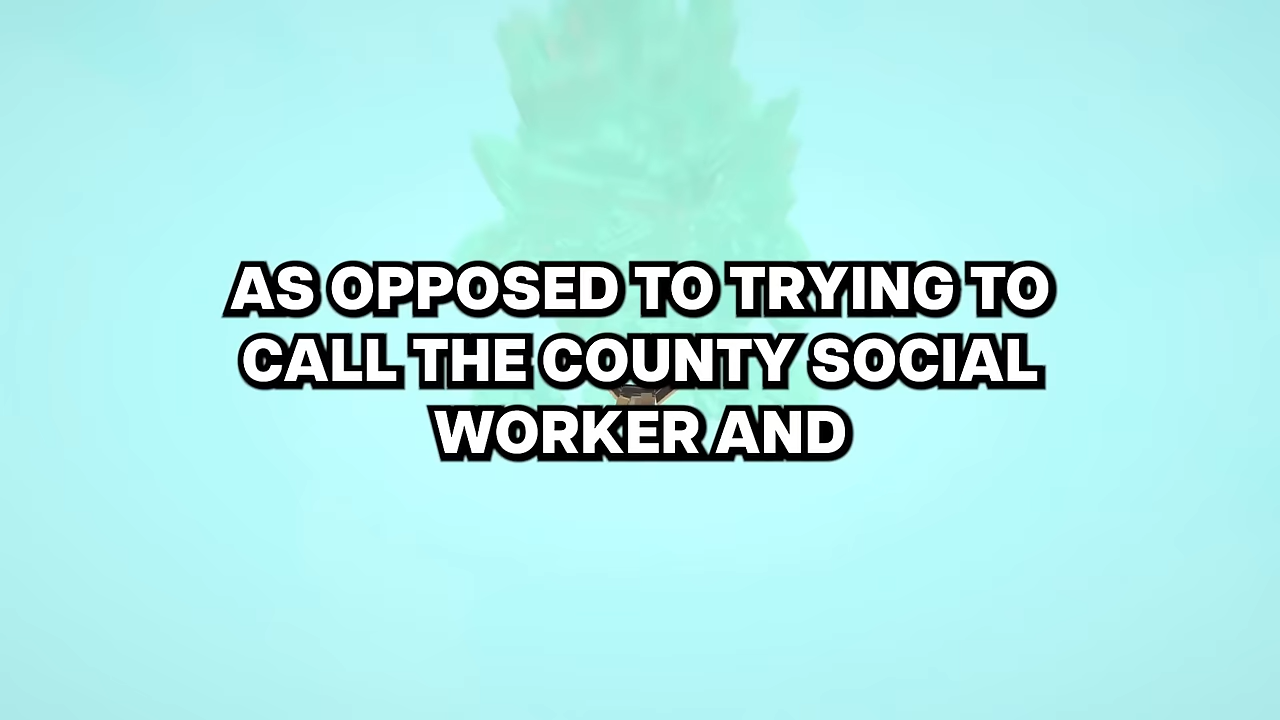 AS OPPOSED TO TRYING TO
CALL THE COUNTY SOCIAL
WORKER AND